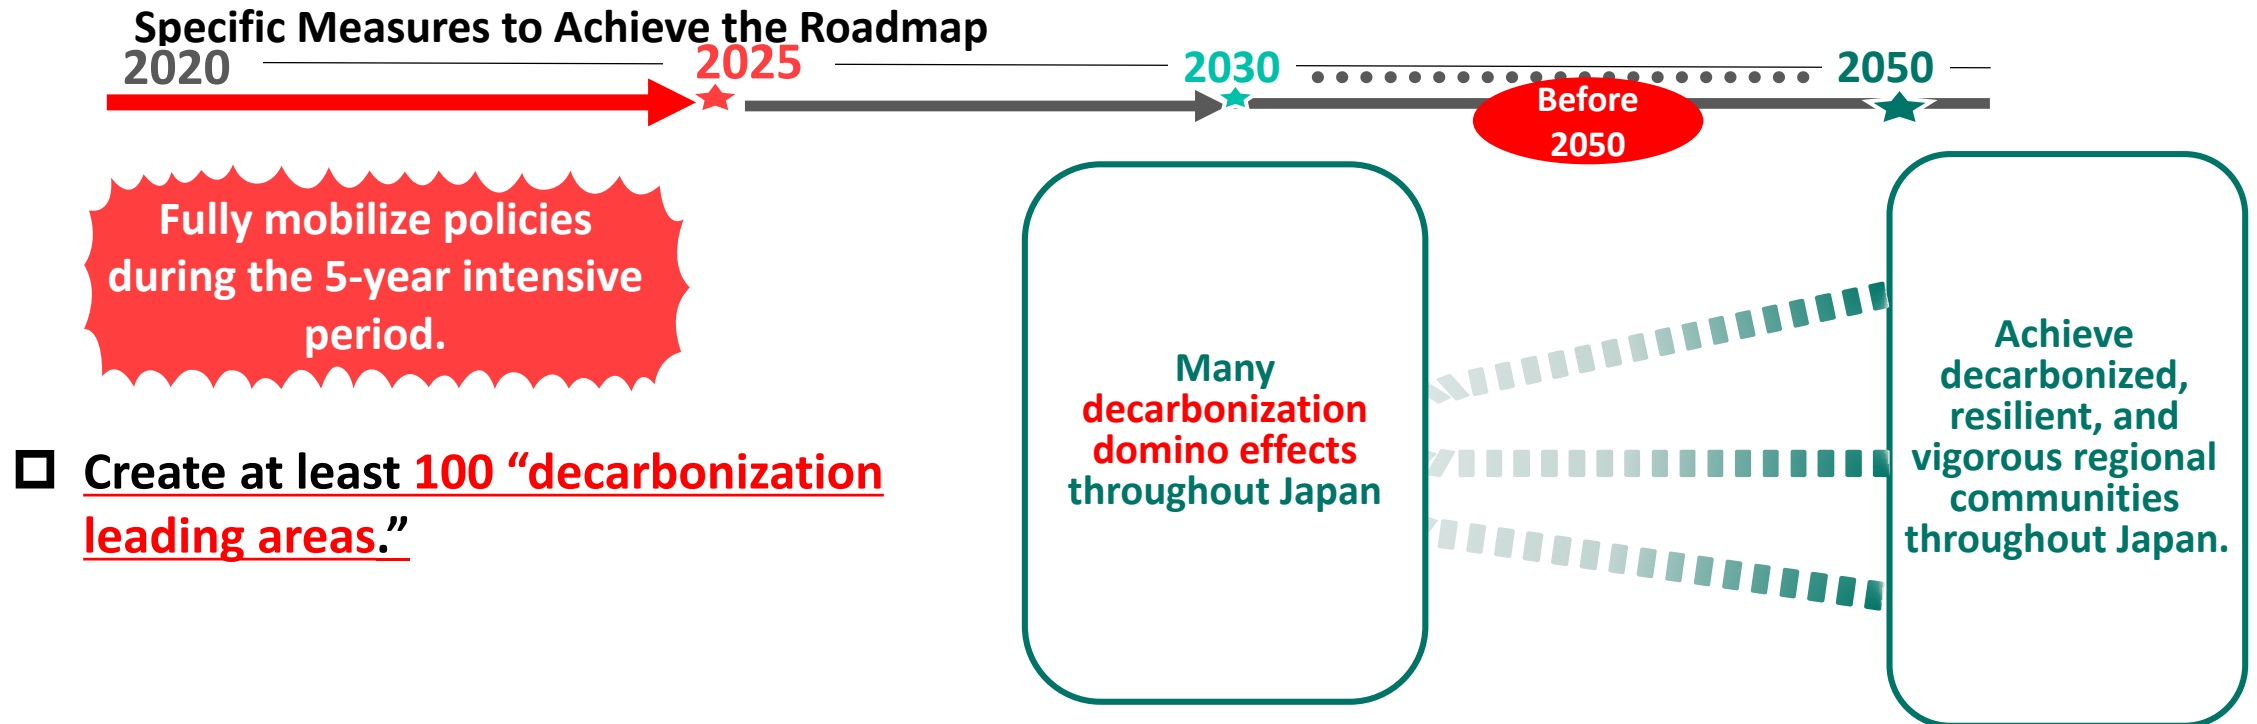 Specific Measures to Achieve the Roadmap
2020
2025
2030
2050
Before
2050
Fully mobilize policies
during the 5-year intensive
period.
Create at least 100 “decarbonization
leading areas.”
Many
decarbonization
domino effects
throughout Japan
Achieve
decarbonized,
resilient, and
vigorous regional
communities
throughout Japan.